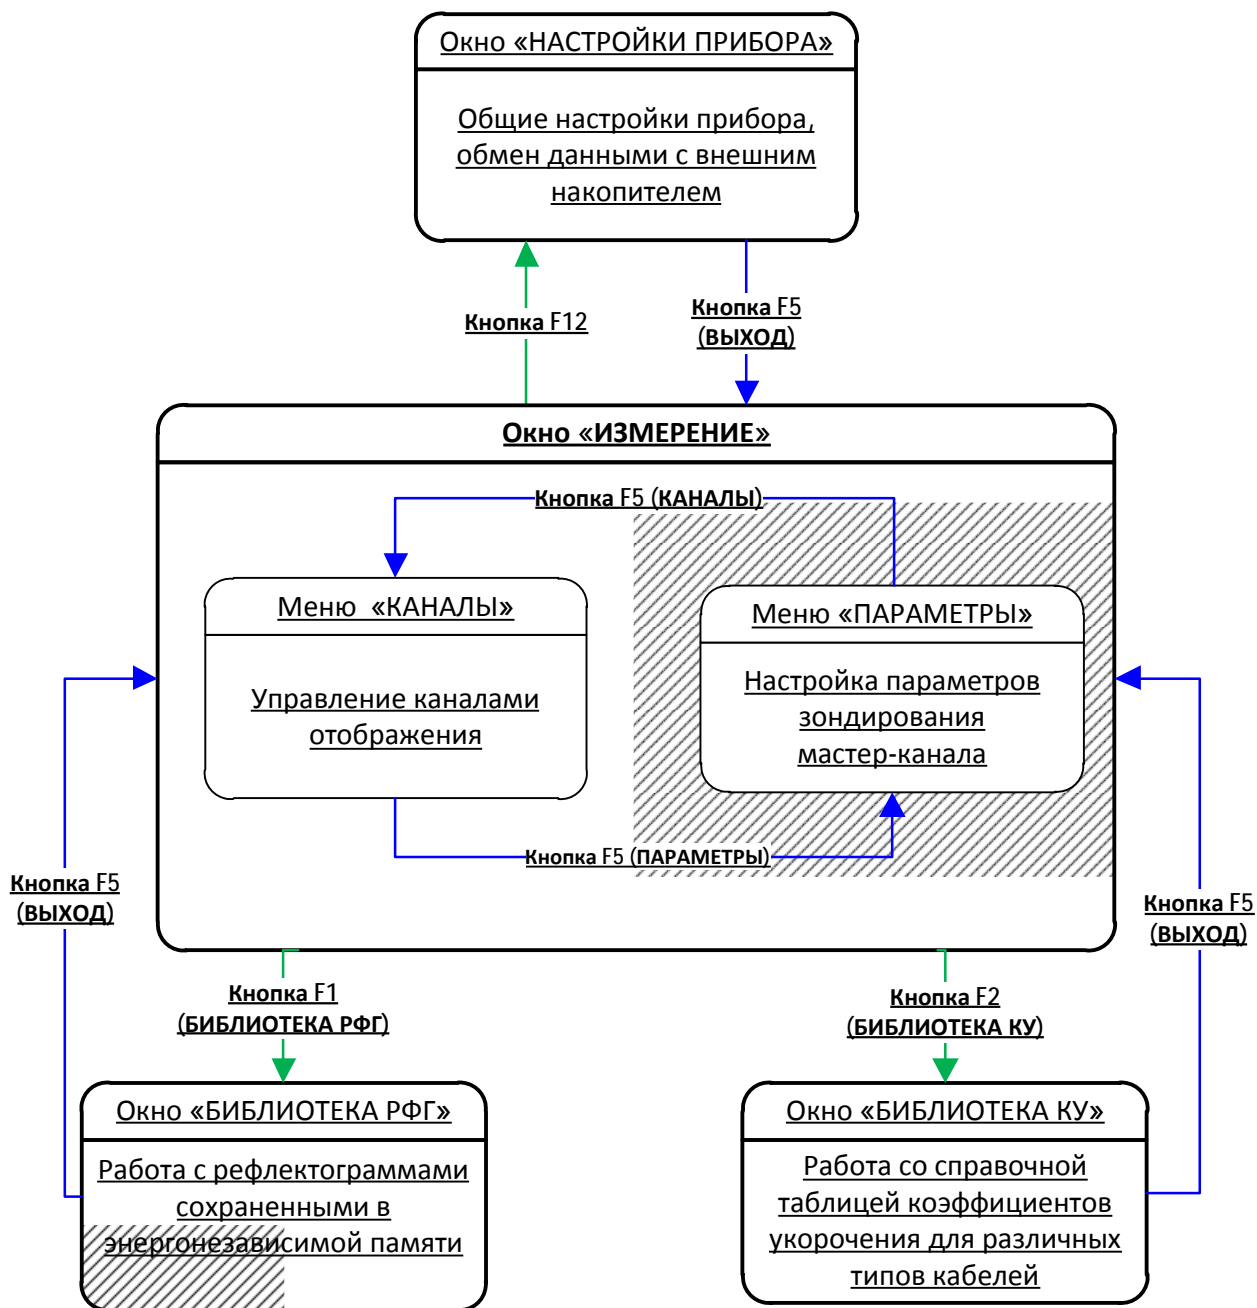 Окно «НАСТРОЙКИ ПРИБОРА»
Общие настройки прибора,
обмен данными с внешним
накопителем
Кнопка F12
Кнопка F5
(ВЫХОД)
Окно «ИЗМЕРЕНИЕ»
Кнопка F5 (КАНАЛЫ)
Меню «КАНАЛЫ»
Управление каналами
отображения
Меню «ПАРАМЕТРЫ»
Настройка параметров
зондирования
мастер-канала
Кнопка F5 (ПАРАМЕТРЫ)
Кнопка F5
(ВЫХОД)
Кнопка F5
(ВЫХОД)
Кнопка F1
(БИБЛИОТЕКА РФГ)
Кнопка F2
(БИБЛИОТЕКА КУ)
Окно «БИБЛИОТЕКА РФГ»
Работа с рефлектограммами
сохраненными в
энергонезависимой памяти
Окно «БИБЛИОТЕКА КУ»
Работа со справочной
таблицей коэффициентов
укорочения для различных
типов кабелей